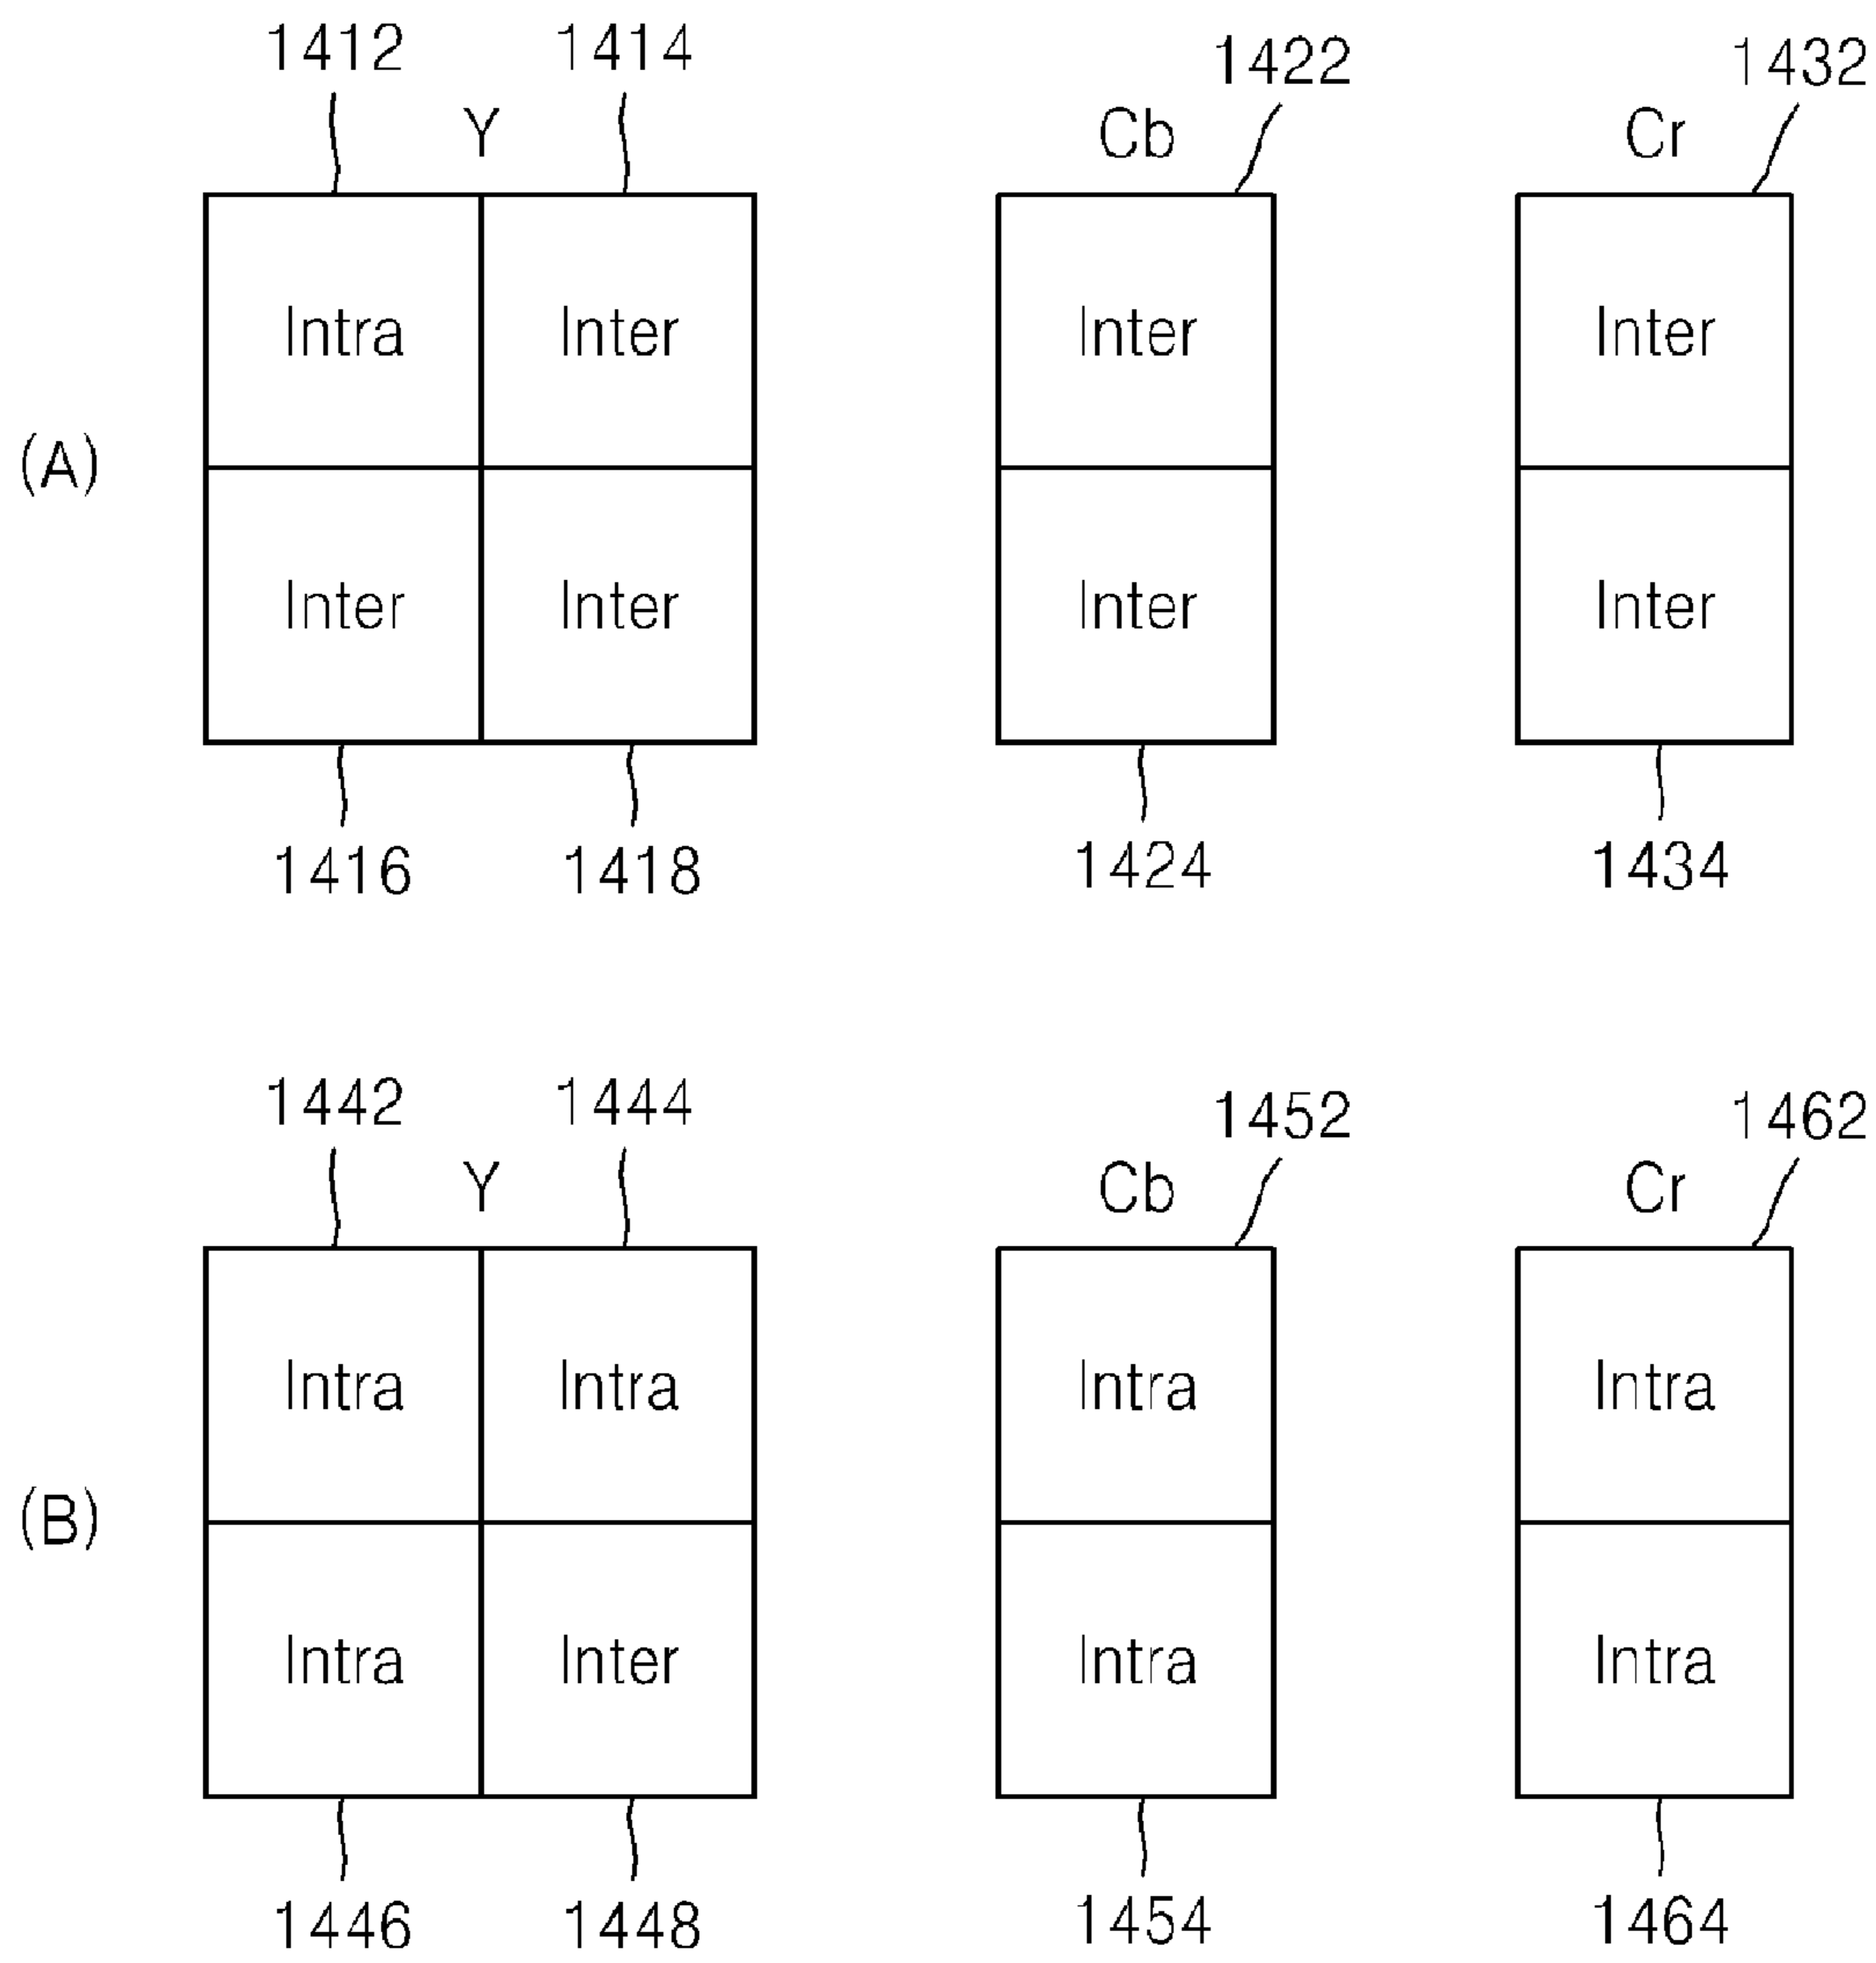 1412 1414 1422 1432
Y Cb Cr
Intra Inter Inter Inter
(A)
Inter Inter Inter Inter
1416 1418 1424 1434
1442 1444 1452 1462
Y Cb Cr
Intra Intra Intra Intra
(B)
Intra Inter Intra Intra
1446 1448 1454 1464